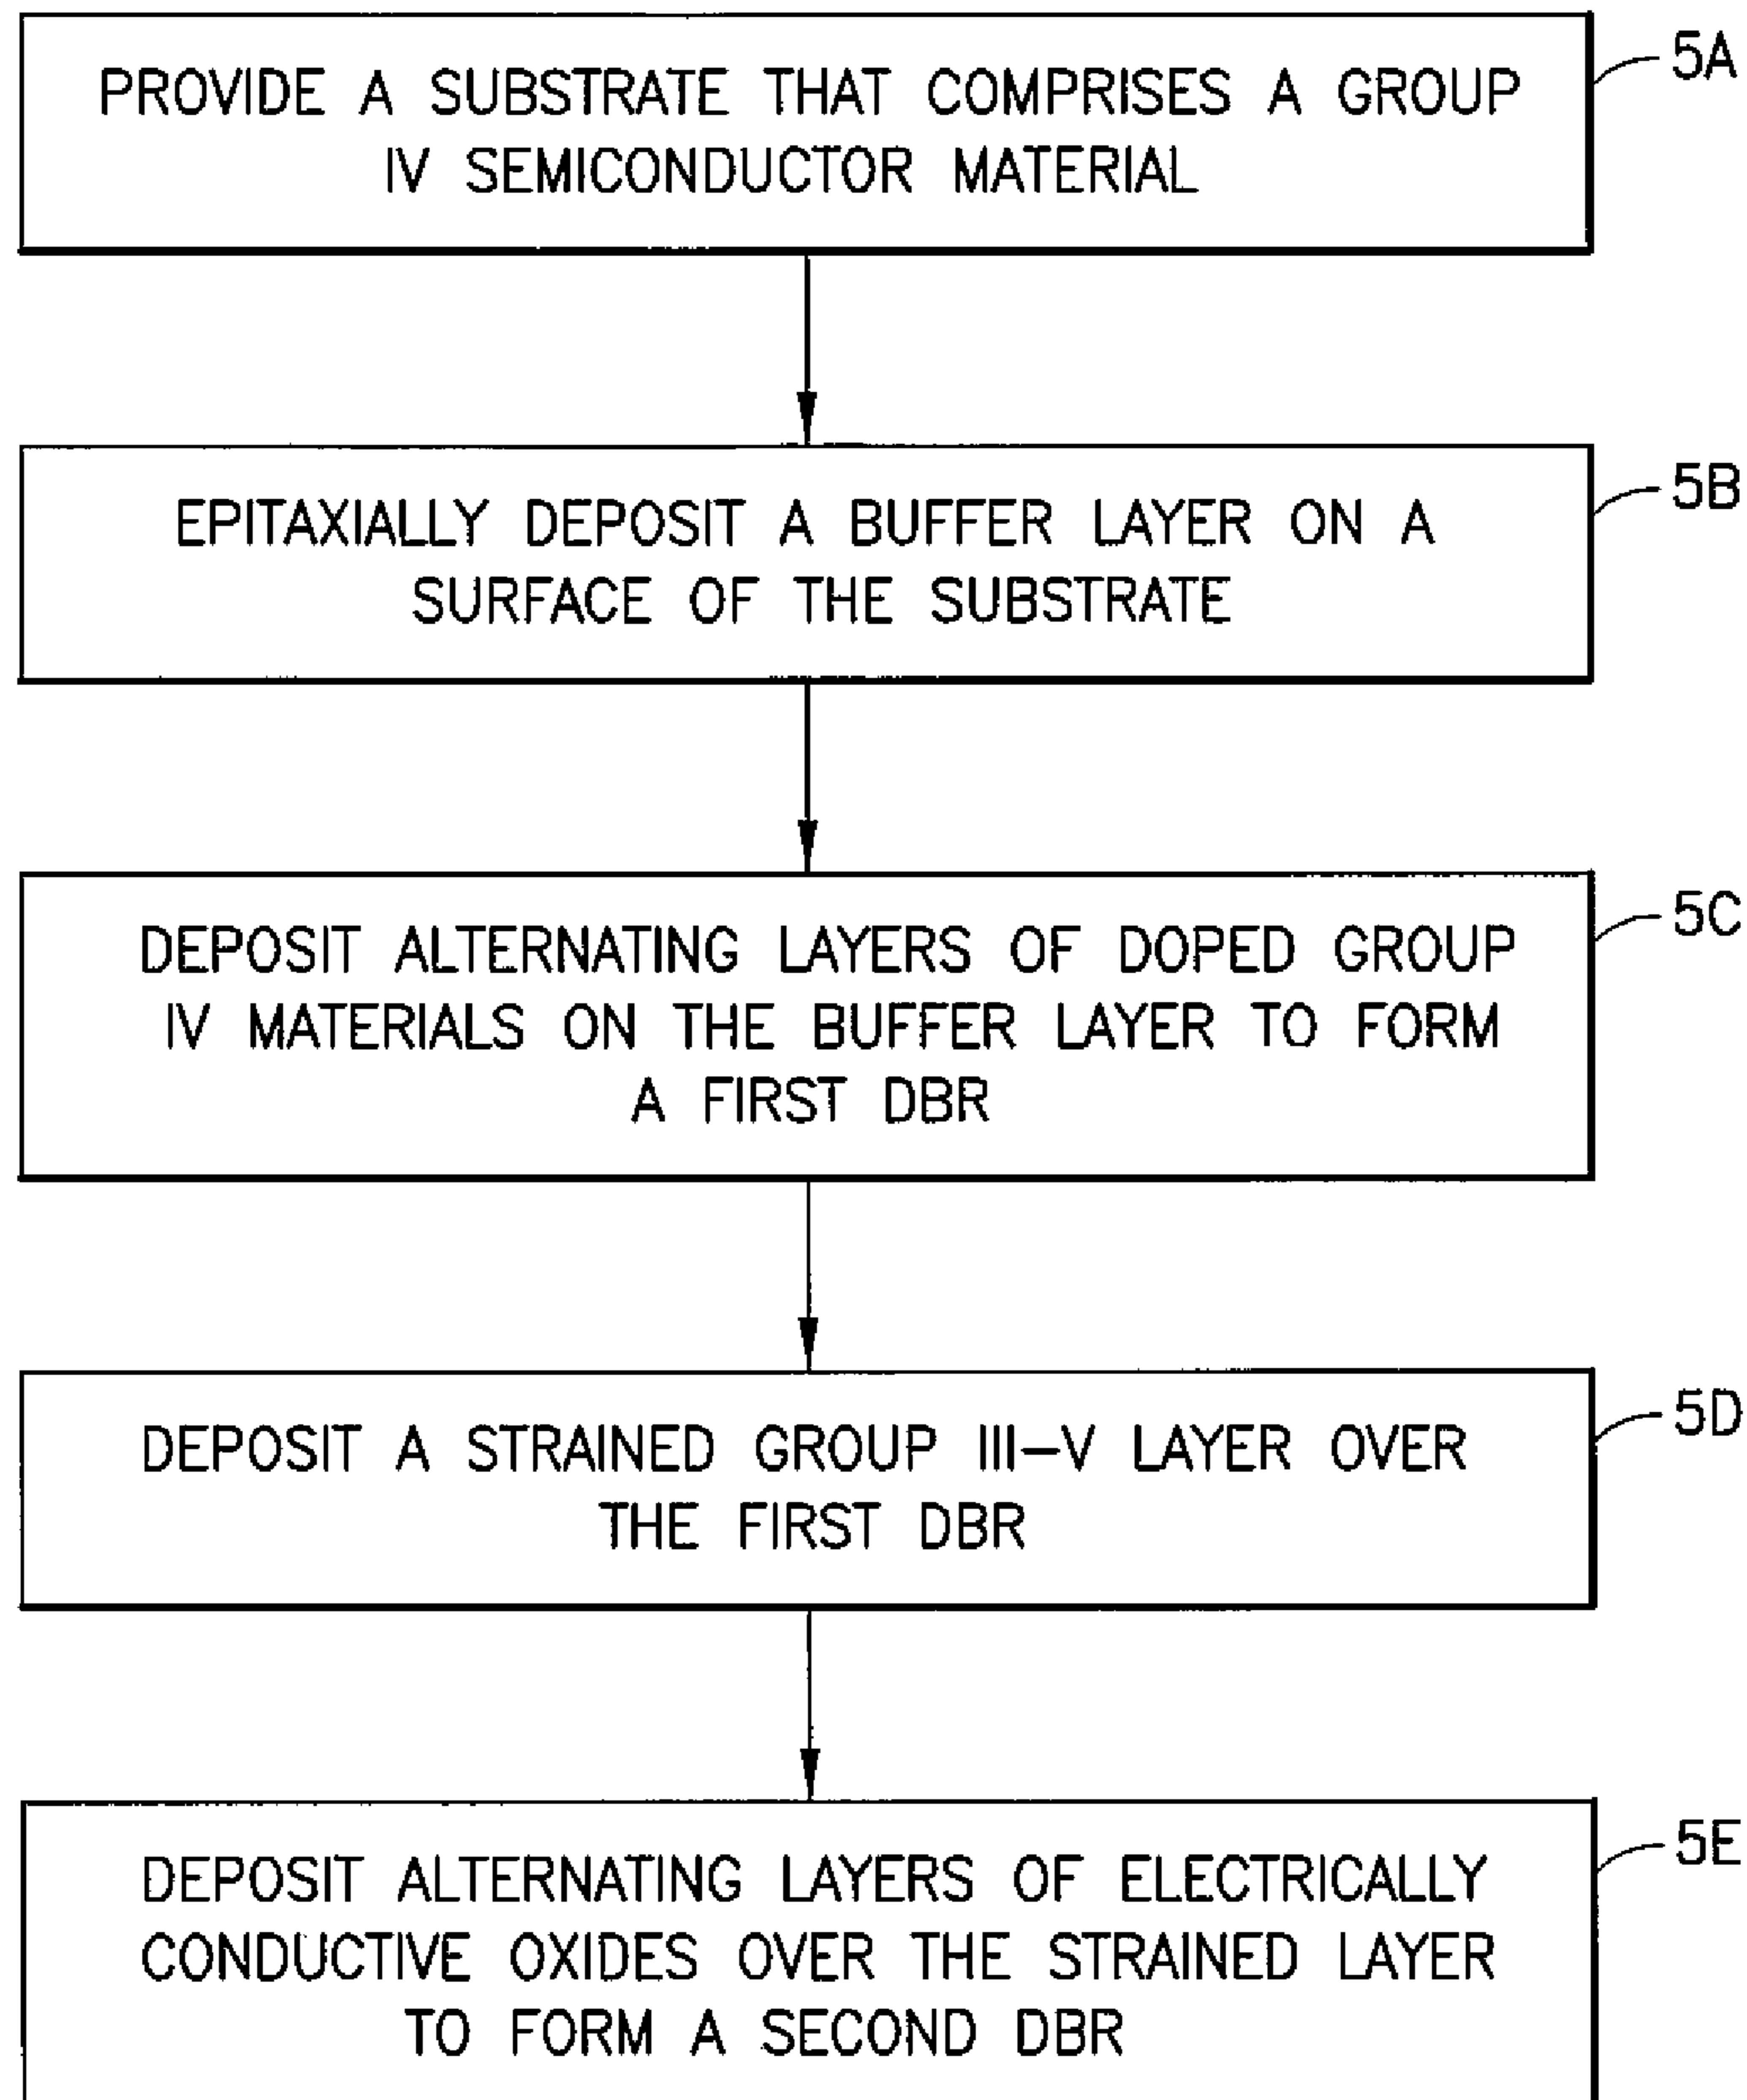 PROVIDE A SUBSTRATE THAT COMPRISES A GROUP
IV SEMICONDUCTOR MATERIAL
5A
EPITAXIALLY DEPOSIT A BUFFER LAYER ON A
SURFACE OF THE SUBSTRATE
5B
DEPOSIT ALTERNATING LAYERS OF DOPED GROUP
IV MATERIALS ON THE BUFFER LAYER TO FORM
A FIRST DBR
5C
DEPOSIT A STRAINED GROUP III-V LAYER OVER
THE FIRST DBR
5D
DEPOSIT ALTERNATING LAYERS OF ELECTRICALLY
CONDUCTIVE OXIDES OVER THE STRAINED LAYER
TO FORM A SECOND DBR
5E